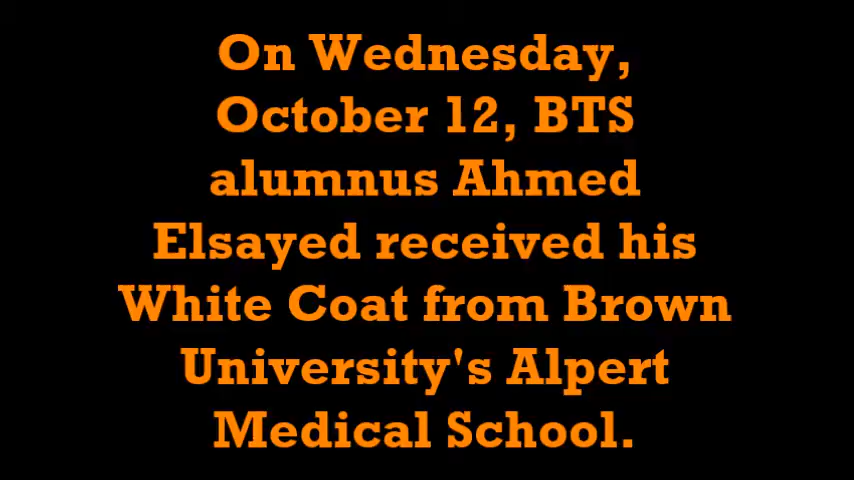 On Wednesday,
October 12, BTS
alumnus Ahmed
Elsayed received his
White Coat from Brown
University's Alpert
Medical School.